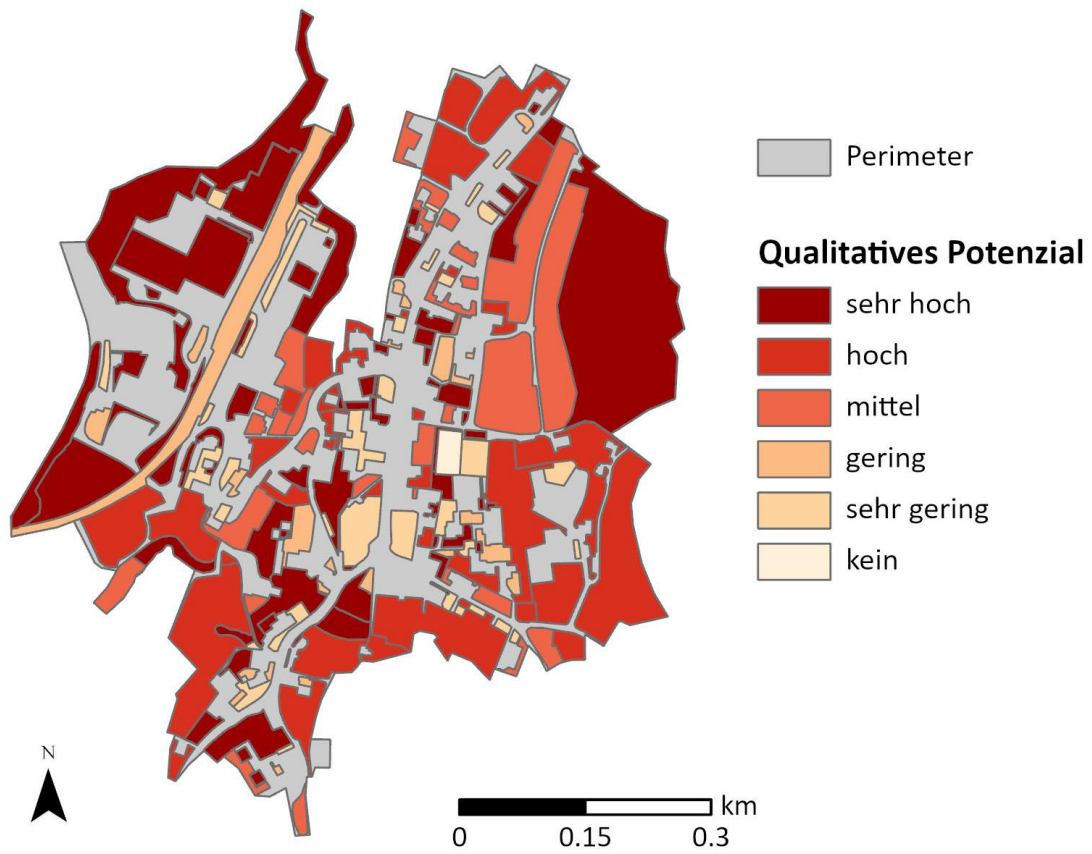 Perimeter
Qualitatives Potenzial
sehr hoch
hoch
mittel
gering
sehr gering
kein
N
km
0 0.15 0.3